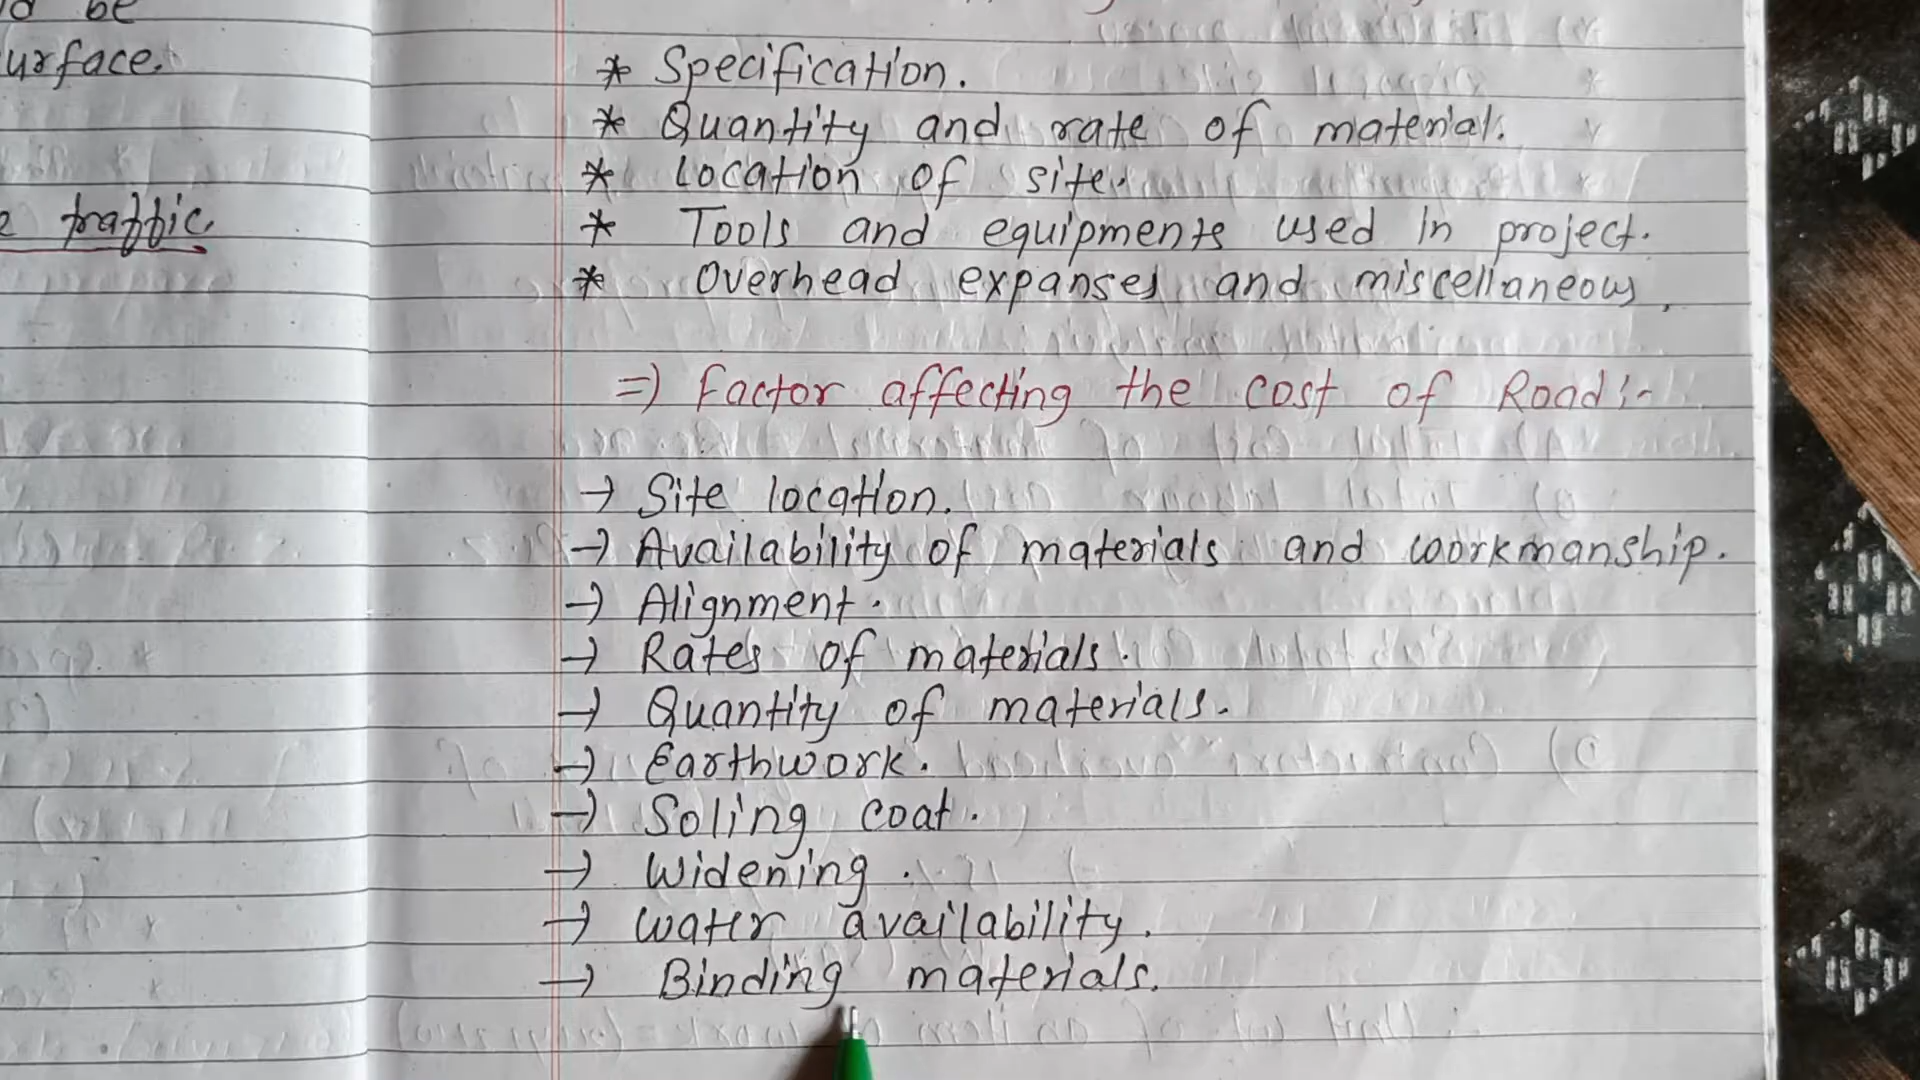 be
urface.
traffic.
* Specification.
* Quantity and rate of material.
* Location of site.
* Tools and equipments used in project.
* Overhead expanses and miscellaneous.
=) Factor affecting the cost of Road :-
→ Site location.
→ Availability of materials and workmanship.
→ Alignment.
→ Rates of materials.
→ Quantity of materials.
→ Earthwork.
→ Soling coat.
→ Widening.
→ Water availability.
→ Binding materials.